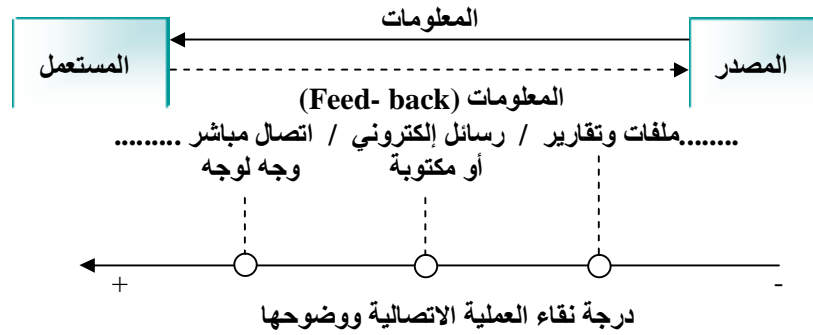 المعلومات
المصدر
المستعمل
المعلومات (Feed- back)
........ملفات وتقارير / رسائل إلكتروني / اتصال مباشر .........
أو مكتوبة
وجه لوجه
-
+
درجة نقاء العملية الاتصالية ووضوحها